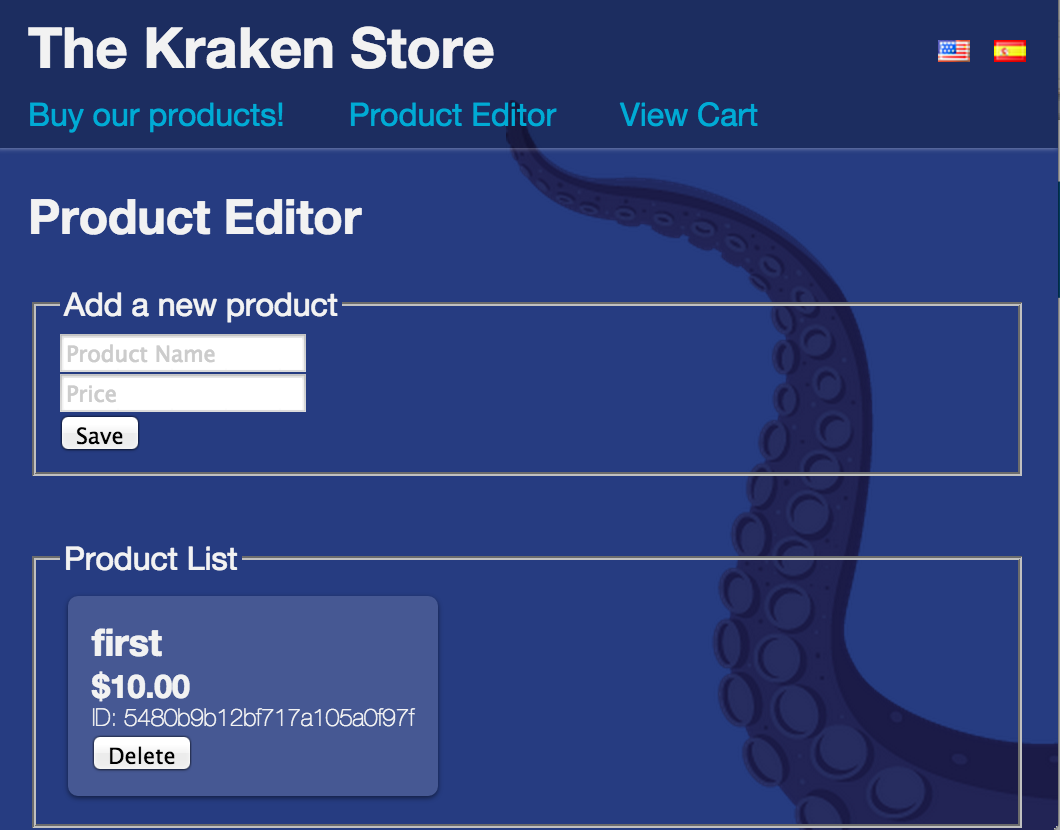 The Kraken Store
Buy our products! Product Editor View Cart
Product Editor
Add a new product
Product Name
Price
Save
Product List
first
$10.00
ID: 5480b9b12bf717a105a0f97f
Delete